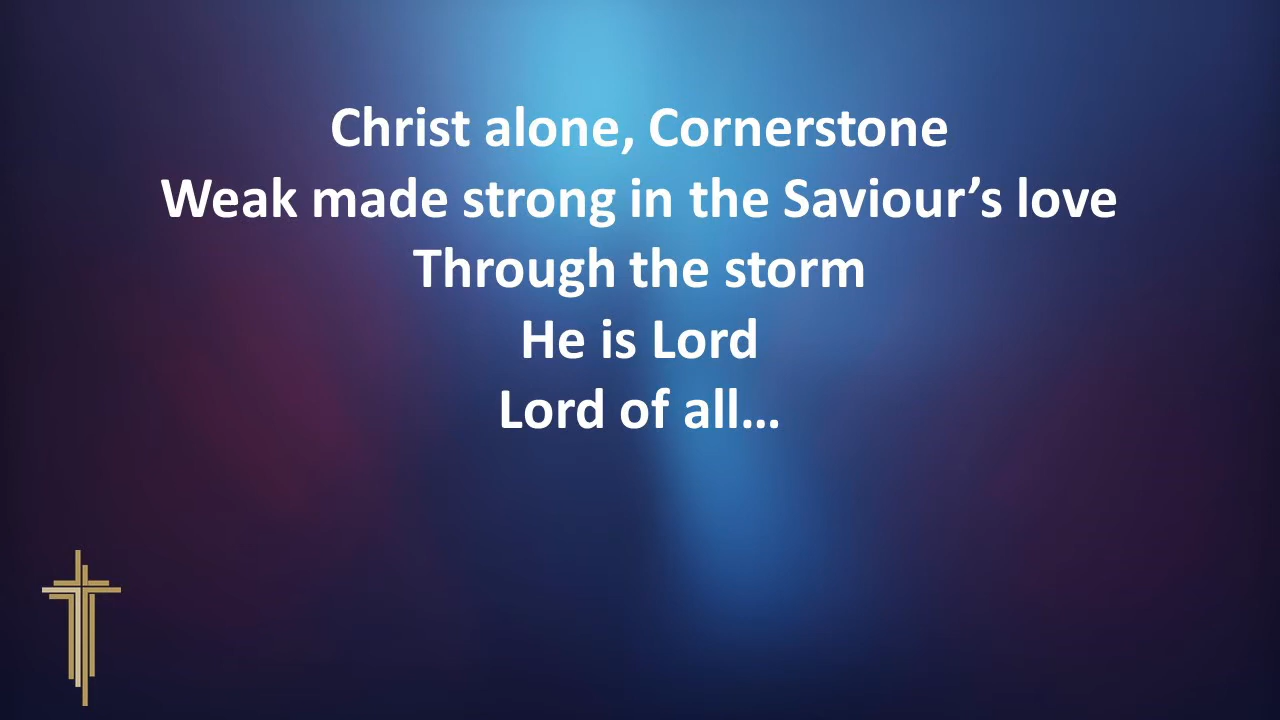 Christ alone, Cornerstone
Weak made strong in the Saviour’s love
Through the storm
He is Lord
Lord of all…